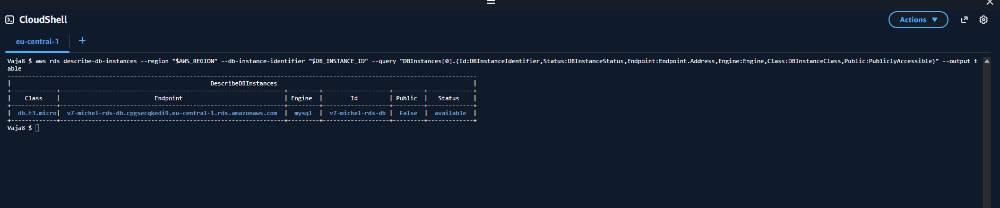 CloudShell
Actions
eu-central-1
+
Vaja8 $ aws rds describe-db-instances --region "$AWS_REGION" --db-instance-identifier "$DB_INSTANCE_ID" --query "DBInstances[0].{Id:DBInstanceIdentifier,Status:DBInstanceStatus,Endpoint:Endpoint.Address,Engine:Engine,Class:DBInstanceClass,Public:PubliclyAccessible}" --output t
able
| DescribeDBInstances |
| Class | Endpoint | Engine | Id | Public | Status |
| db.t3.micro| v7-michel-rds-db.cpgsecqkedi9.eu-central-1.rds.amazonaws.com | mysql | v7-michel-rds-db | False | available |
Vaja8 $